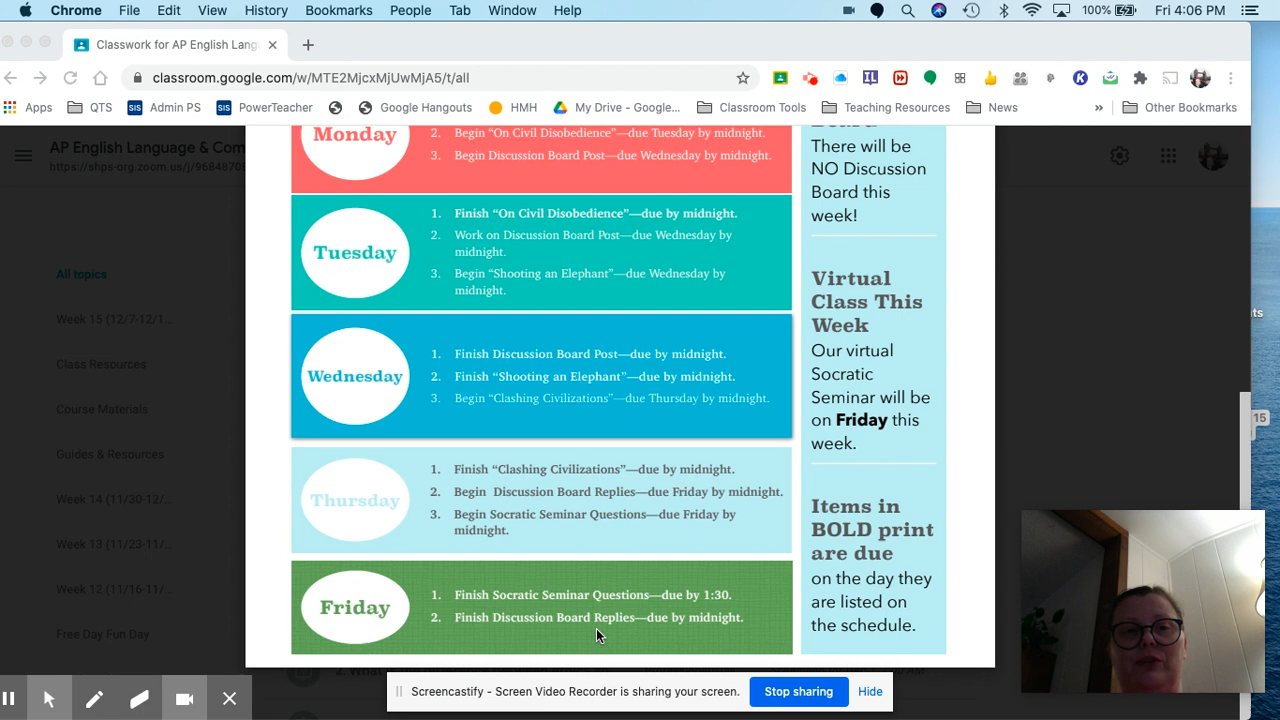 Chrome File Edit View History Bookmarks People Tab Window Help 100% Fri 4:06 PM
Classwork for AP English Lang
classroom.google.com/w/MTE2MjcxMjUwMjA5/t/all
Apps QTS Admin PS PowerTeacher Google Hangouts HMH My Drive - Google... Classroom Tools Teaching Resources News » Other Bookmarks
AP English Language & Com
https://shps-org.zoom.us/j/9684870
All topics
Week 15 (12/7-12/1...
Class Resources
Course Materials
Guides & Resources
Week 14 (11/30-12/...
Week 13 (11/23-11/...
Week 12 (11/16-11/...
Free Day Fun Day
Monday
2. Begin “On Civil Disobedience”—due Tuesday by midnight.
3. Begin Discussion Board Post—due Wednesday by midnight.
Tuesday
1. Finish “On Civil Disobedience”—due by midnight.
2. Work on Discussion Board Post—due Wednesday by
midnight.
3. Begin “Shooting an Elephant”—due Wednesday by
midnight.
Wednesday
1. Finish Discussion Board Post—due by midnight.
2. Finish “Shooting an Elephant”—due by midnight.
3. Begin “Clashing Civilizations”—due Thursday by midnight.
Thursday
1. Finish “Clashing Civilizations”—due by midnight.
2. Begin Discussion Board Replies—due Friday by midnight.
3. Begin Socratic Seminar Questions—due Friday by
midnight.
Friday
1. Finish Socratic Seminar Questions—due by 1:30.
2. Finish Discussion Board Replies—due by midnight.
Board
There will be
NO Discussion
Board this
week!
Virtual
Class This
Week
Our virtual
Socratic
Seminar will be
on Friday this
week.
Items in
BOLD print
are due
on the day they
are listed on
the schedule.
15
Screencastify - Screen Video Recorder is sharing your screen. Stop sharing Hide